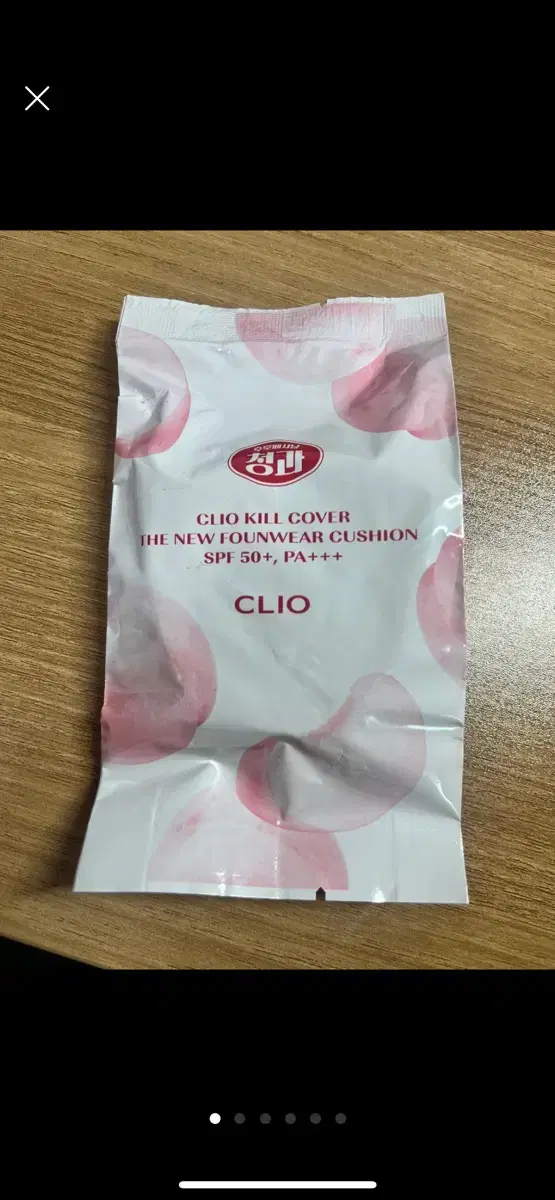 청과
CLIO KILL COVER
THE NEW FOUNWEAR CUSHION
SPF 50+, PA+++
CLIO